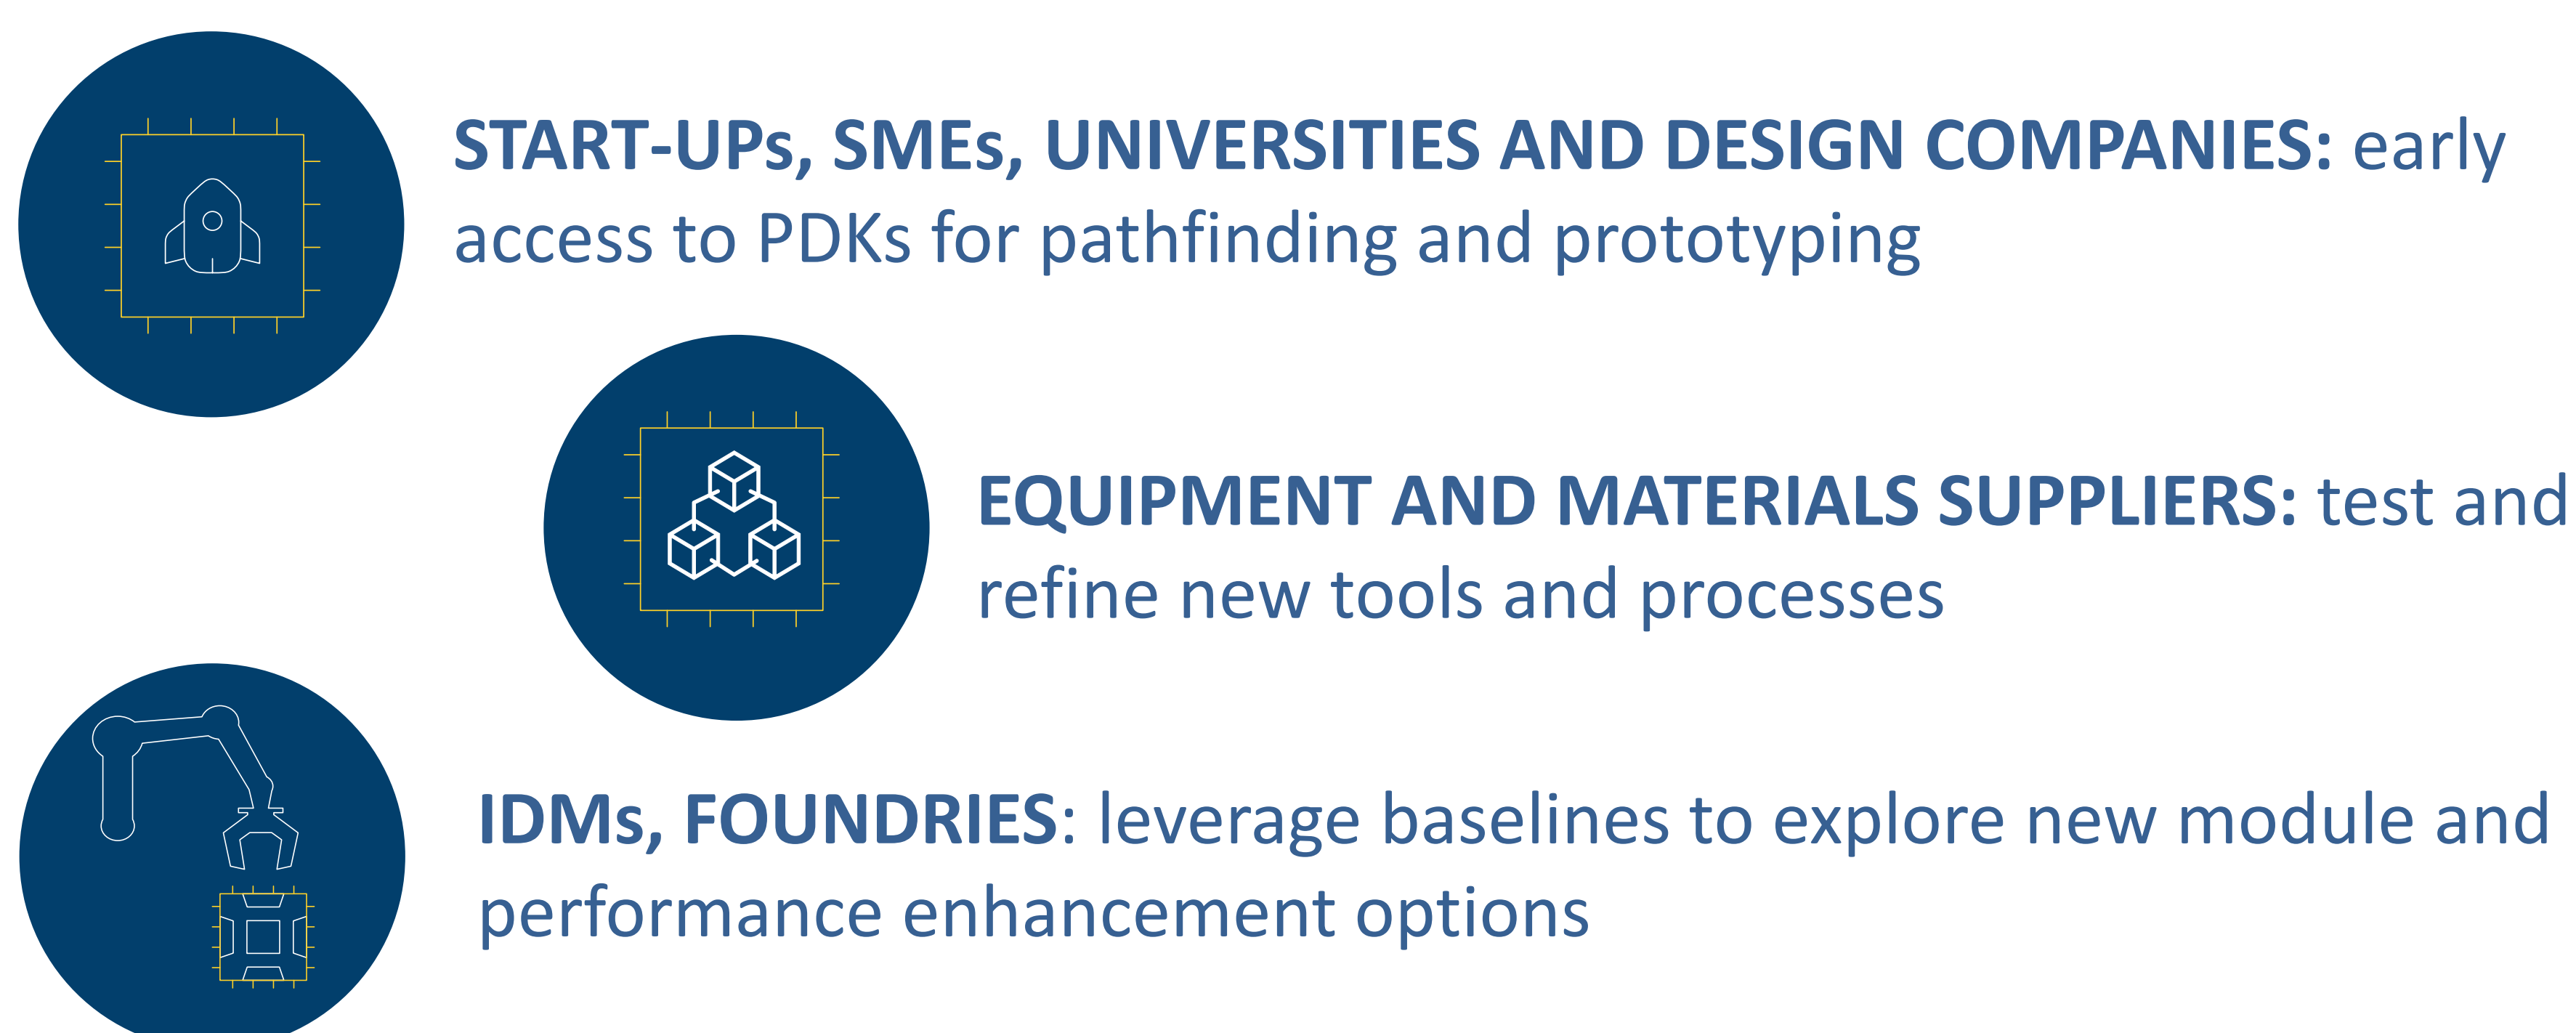 START-UPs, SMEs, UNIVERSITIES AND DESIGN COMPANIES: early
access to PDKs for pathfinding and prototyping
EQUIPMENT AND MATERIALS SUPPLIERS: test and
refine new tools and processes
IDMs, FOUNDRIES: leverage baselines to explore new module and
performance enhancement options